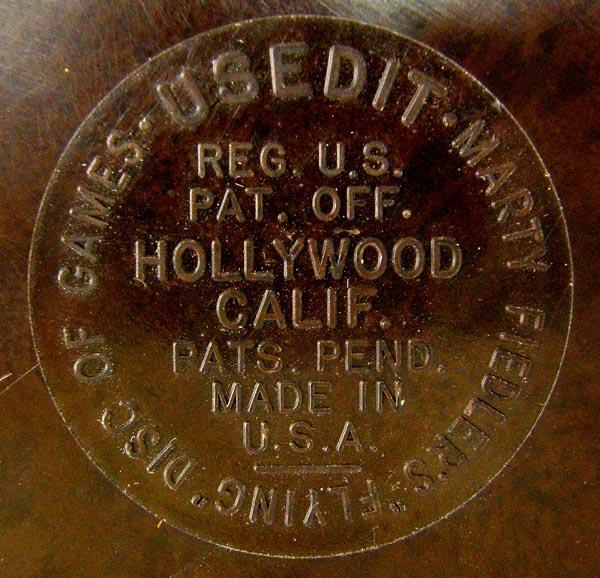 ·USEDIT·
MARTY FIEDLER'S "FLYING" DISC OF GAMES
REG. U.S.
PAT. OFF.
HOLLYWOOD
CALIF.
PATS. PEND.
MADE IN
U.S.A.